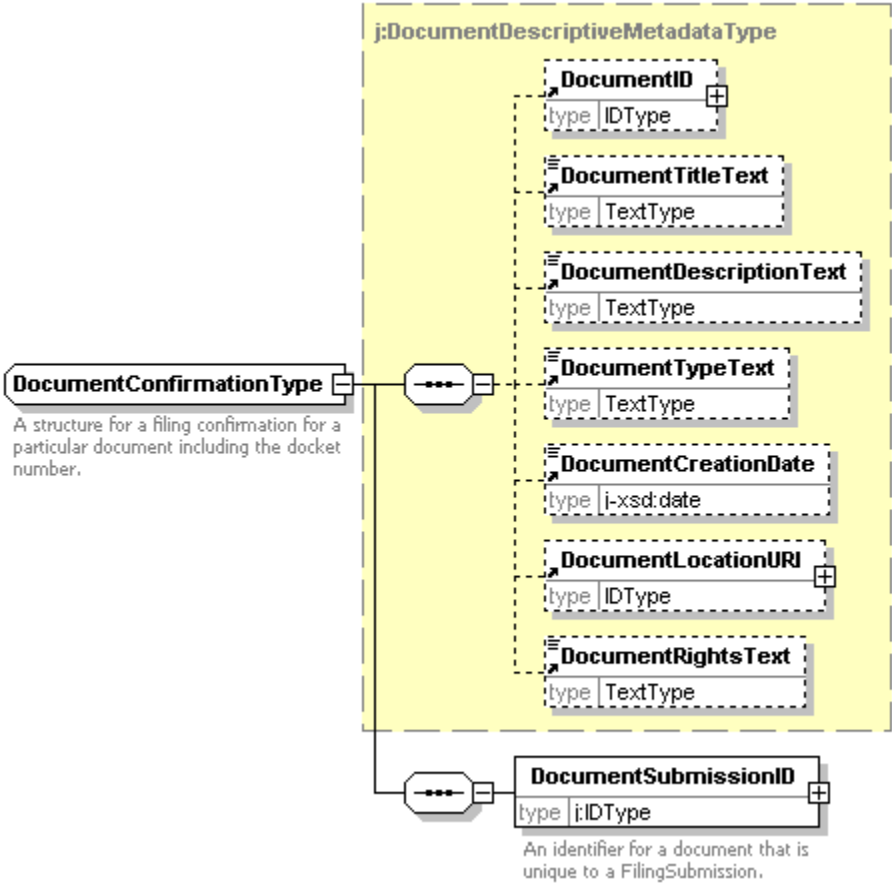 j:DocumentDescriptiveMetadataType
DocumentID
type IDType
DocumentTitleText
type TextType
DocumentDescriptionText
type TextType
DocumentConfirmationType
A structure for a filing confirmation for a
particular document including the docket
number.
DocumentTypeText
type TextType
DocumentCreationDate
type j-xsd:date
DocumentLocationURI
type IDType
DocumentRightsText
type TextType
DocumentSubmissionID
type j:IDType
An identifier for a document that is
unique to a FilingSubmission.